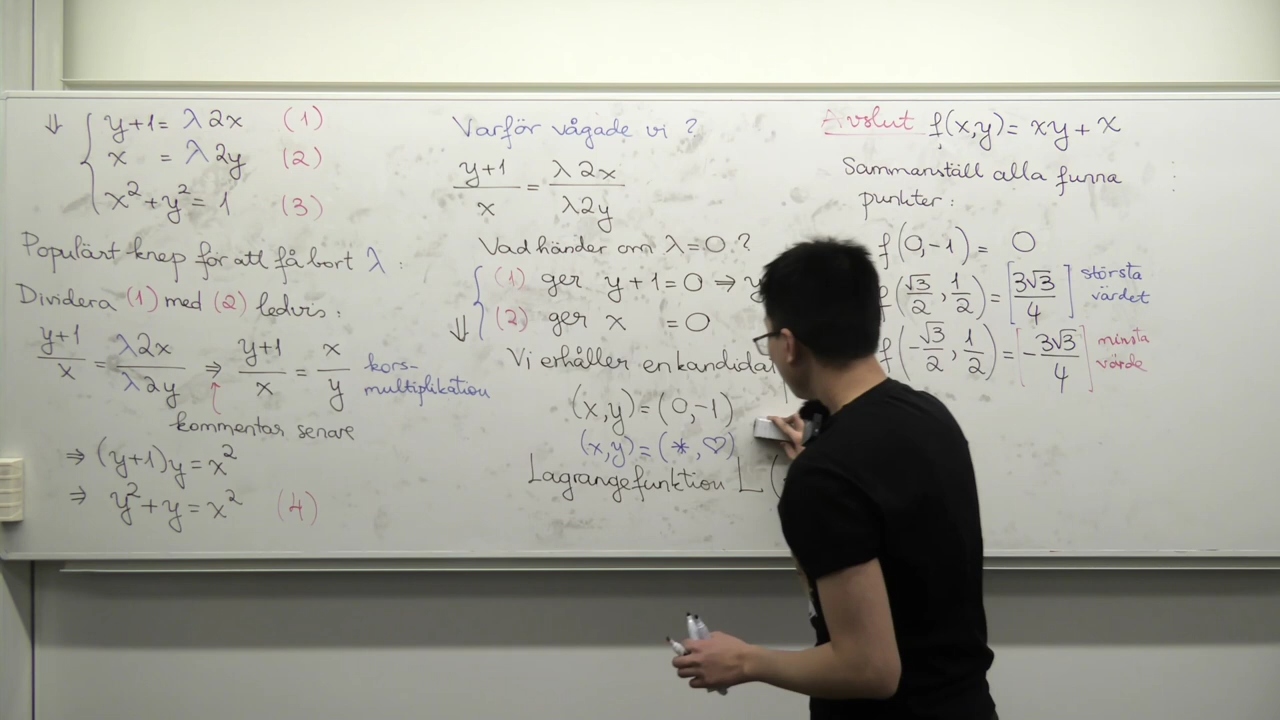 ⇓ { y+1 = λ2x (1)
x = λ2y (2)
x²+y² = 1 (3)
Populärt knep för att få bort λ :
Dividera (1) med (2) ledvis :
(y+1)/x = λ2x/λ2y ⇒ (y+1)/x = x/y kors-
multiplikation
kommentar senare
⇒ (y+1)y = x²
⇒ y²+y = x² (4)
Varför vågade vi ?
(y+1)/x = λ2x/λ2y
Vad händer om λ=0 ?
(1) ger y+1=0 ⇒ y
⇓ (2) ger x =0
Vi erhåller en kandidat
(x,y)=(0,-1)
(x,y)=(*,♡)
Lagrangefunktion L(
Avslut f(x,y)= xy+x
Sammanställ alla funna
punkter :
f(0,-1) = 0
f(√3/2, 1/2) = [3√3/4] största
värdet
f(-√3/2, 1/2) = [-3√3/4] minsta
värde